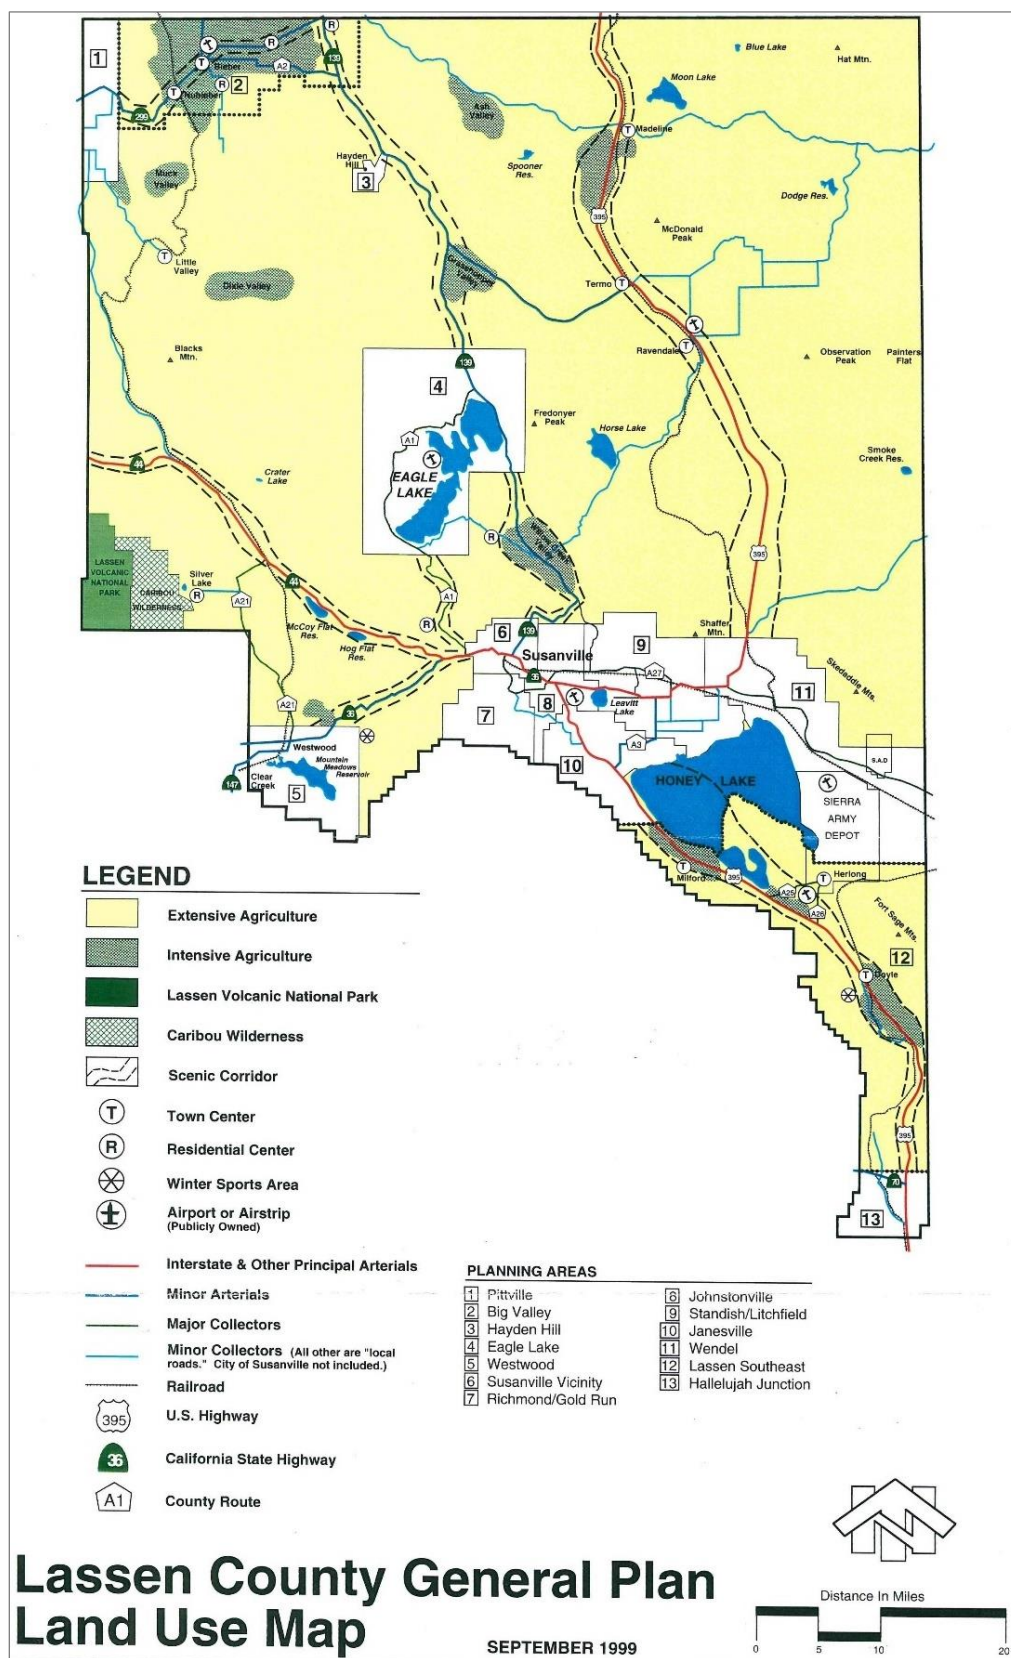 1
R
Bieber
R
A2
139
2
R
T
T
Nubieber
299
Blue Lake
Hat Mtn.
Moon Lake
Ash
Valley
T
Madeline
Hayden
Hill
3
Spooner
Res.
Muck
Valley
Dodge Res.
395
McDonald
Peak
T
Little
Valley
Grasshopper
Valley
Dixie Valley
Termo
T
Blacks
Mtn.
139
Ravendale
T
Observation
Peak
Painters
Flat
4
Fredonyer
Peak
Horse Lake
A1
EAGLE
LAKE
44
Crater
Lake
Smoke
Creek Res.
R
Willow Creek
Valley
395
LASSEN
VOLCANIC
NATIONAL
PARK
CARIBOU
WILDERNESS
Silver
Lake
R
A21
44
McCoy Flat
Res.
A1
R
Hog Flat
Res.
6
139
Susanville
9
Shaffer
Mtn.
36
A27
Skedaddle Mts.
11
A21
36
7
8
Leavitt
Lake
A3
10
Westwood
Mountain
Meadows
Reservoir
Clear
Creek
147
5
S.A.D
HONEY LAKE
SIERRA
ARMY
DEPOT
T
Milford
395
A25
T
Herlong
A26
Fort Sage Mts.
12
T
Doyle
395
70
13
LEGEND
Extensive Agriculture
Intensive Agriculture
Lassen Volcanic National Park
Caribou Wilderness
Scenic Corridor
T Town Center
R Residential Center
Winter Sports Area
Airport or Airstrip
(Publicly Owned)
Interstate & Other Principal Arterials
Minor Arterials
Major Collectors
Minor Collectors (All other are "local
roads." City of Susanville not included.)
Railroad
395 U.S. Highway
36 California State Highway
A1 County Route
PLANNING AREAS
1 Pittville
2 Big Valley
3 Hayden Hill
4 Eagle Lake
5 Westwood
6 Susanville Vicinity
7 Richmond/Gold Run
8 Johnstonville
9 Standish/Litchfield
10 Janesville
11 Wendel
12 Lassen Southeast
13 Hallelujah Junction
N
Lassen County General Plan
Land Use Map
SEPTEMBER 1999
Distance In Miles
0 5 10 20